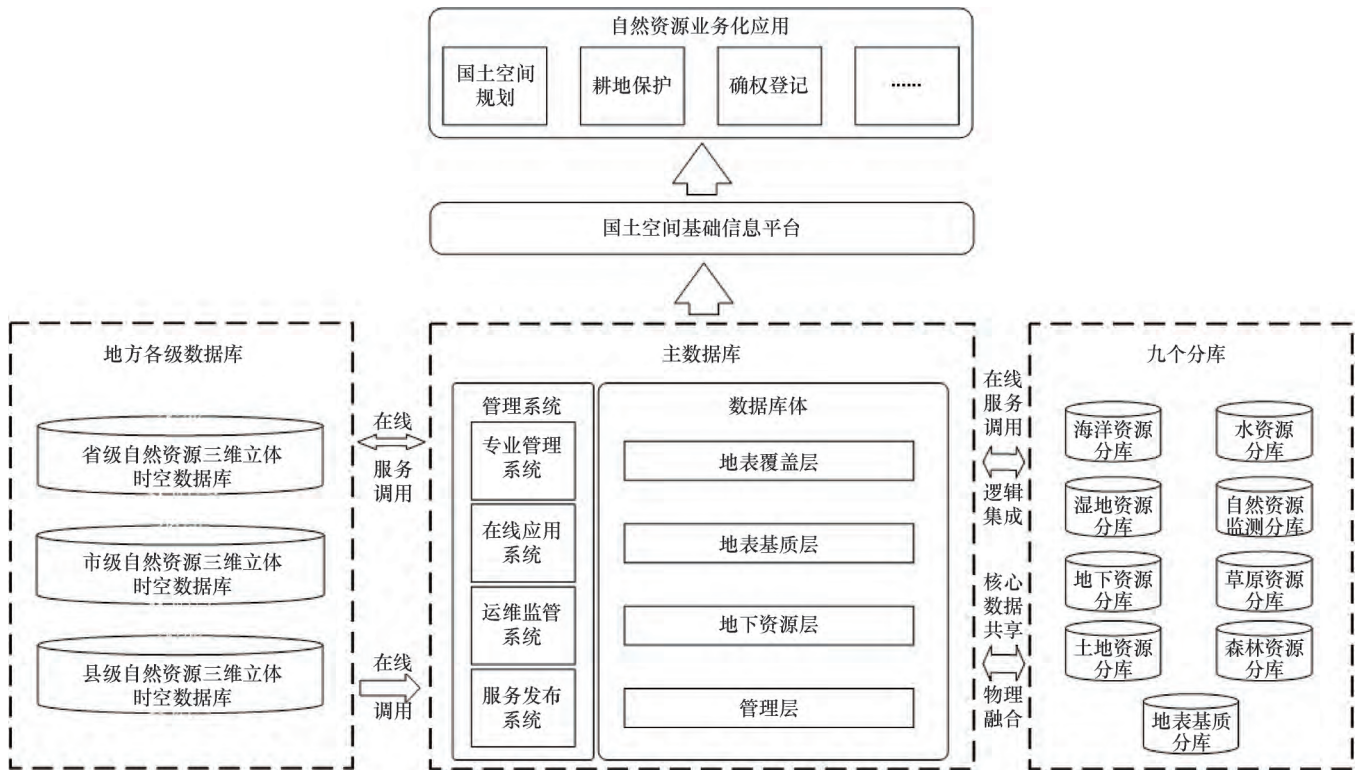 自然资源业务化应用
国土空间
规划
耕地保护
确权登记
……
国土空间基础信息平台
地方各级数据库
省级自然资源三维立体
时空数据库
市级自然资源三维立体
时空数据库
县级自然资源三维立体
时空数据库
在线
服务
调用
在线
调用
主数据库
管理系统
专业管理
系统
在线应用
系统
运维监管
系统
服务发布
系统
数据库体
地表覆盖层
地表基质层
地下资源层
管理层
在线
服务
调用
逻辑
集成
核心
数据
共享
物理
融合
九个分库
海洋资源
分库
水资源
分库
湿地资源
分库
自然资源
监测分库
地下资源
分库
草原资源
分库
土地资源
分库
森林资源
分库
地表基质
分库